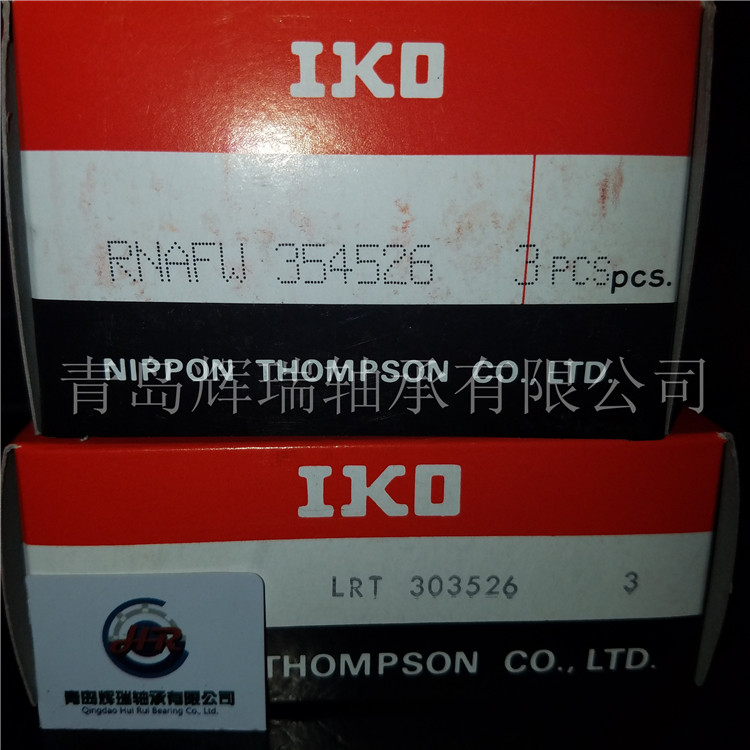 IKO
RNAFW 354526 3 PCS pcs.
NIPPON THOMPSON CO., LTD.
青岛辉瑞轴承有限公司
IKO
LRT 303526 3
THOMPSON CO., LTD.
HR
青岛辉瑞轴承有限公司
Qingdao Hui Rui Bearing Co., Ltd.